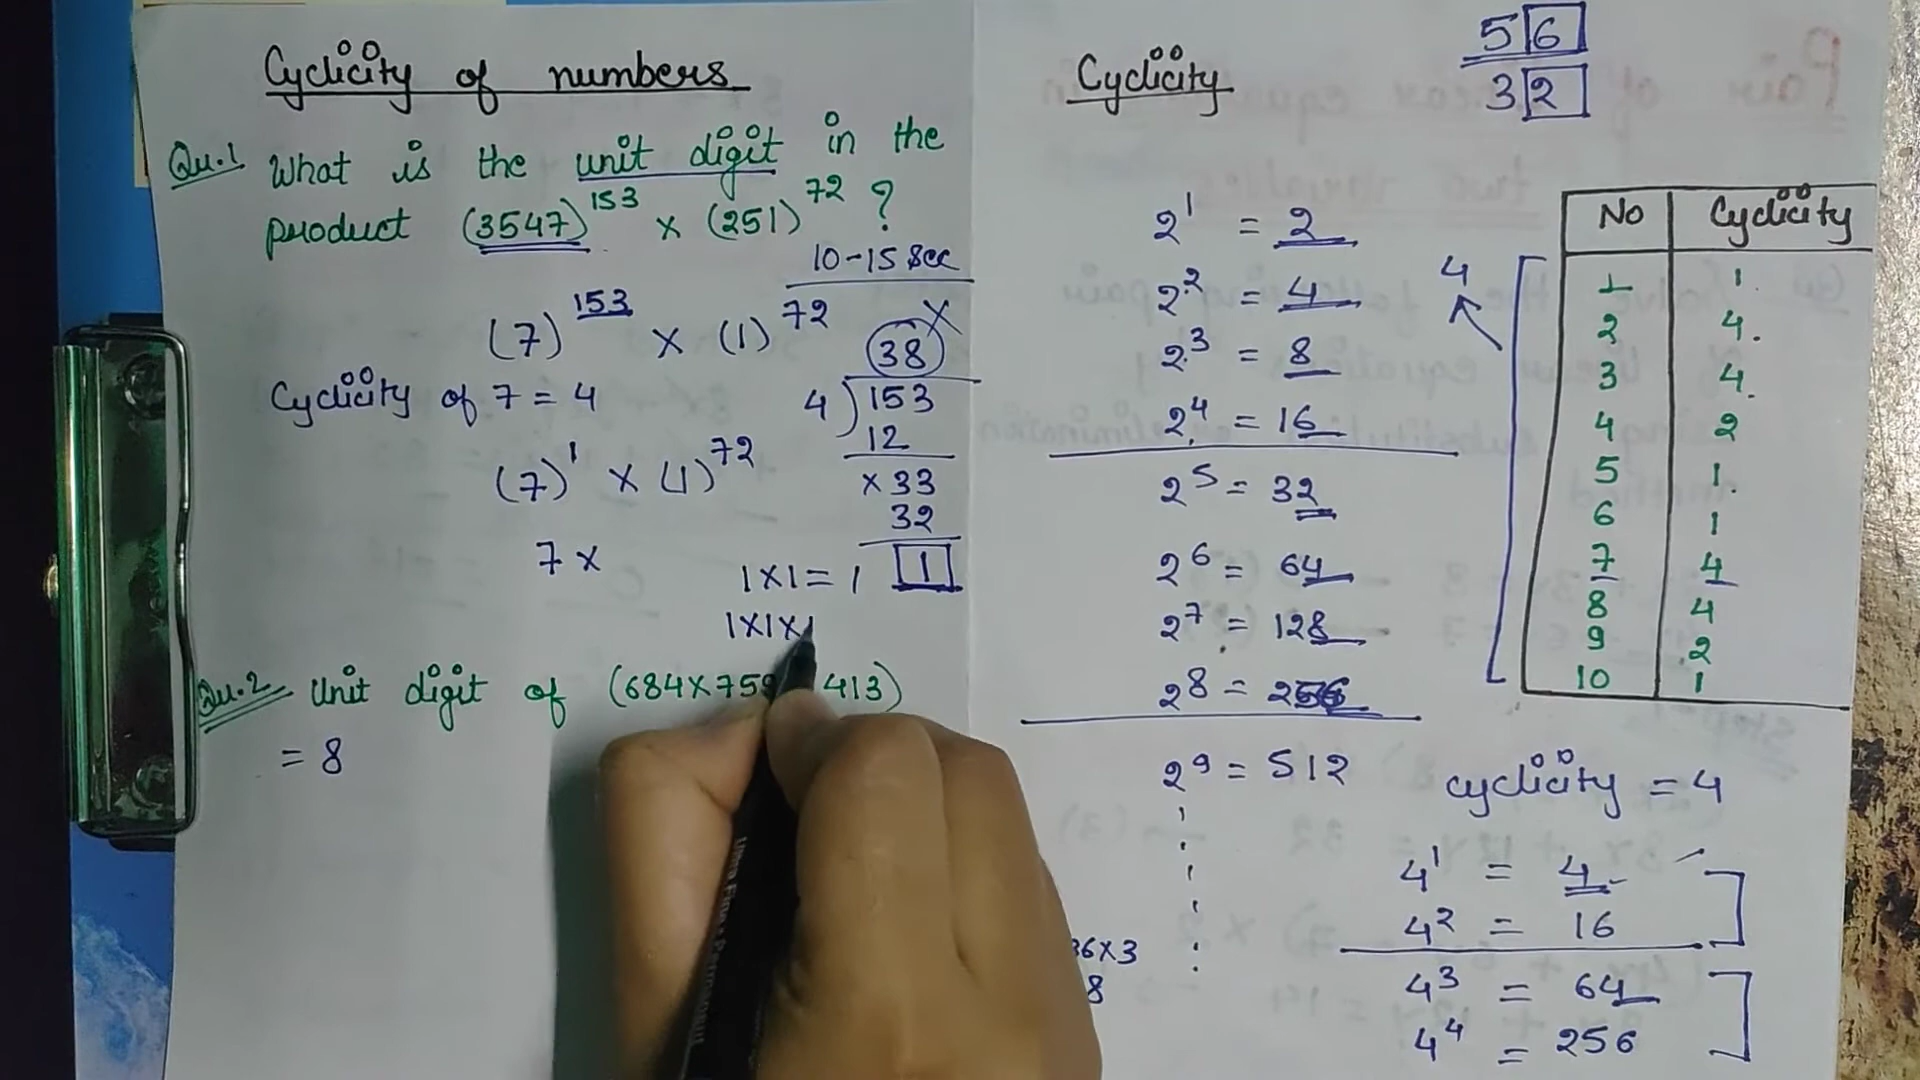 Cyclicity of numbers
Qu.1 What is the unit digit in the
product (3547)^153 × (251)^72 ?
10-15 Sec
(7)^153 × (1)^72
Cyclicity of 7 = 4
38 ×
4)153
12
×33
32
1
(7)^1 × (1)^72
7 ×
1×1=1
1×1×1
Qu.2 Unit digit of (684×759 413)
= 8
Cyclicity
56
32
2^1 = 2
2^2 = 4
2^3 = 8
2^4 = 16
2^5 = 32
2^6 = 64
2^7 = 128
2^8 = 256
2^9 = 512
4
No Cyclicity
1 1
2 4
3 4
4 2
5 1
6 1
7 4
8 4
9 2
10 1
cyclicity = 4
4^1 = 4
4^2 = 16
4^3 = 64
4^4 = 256
36×3
8